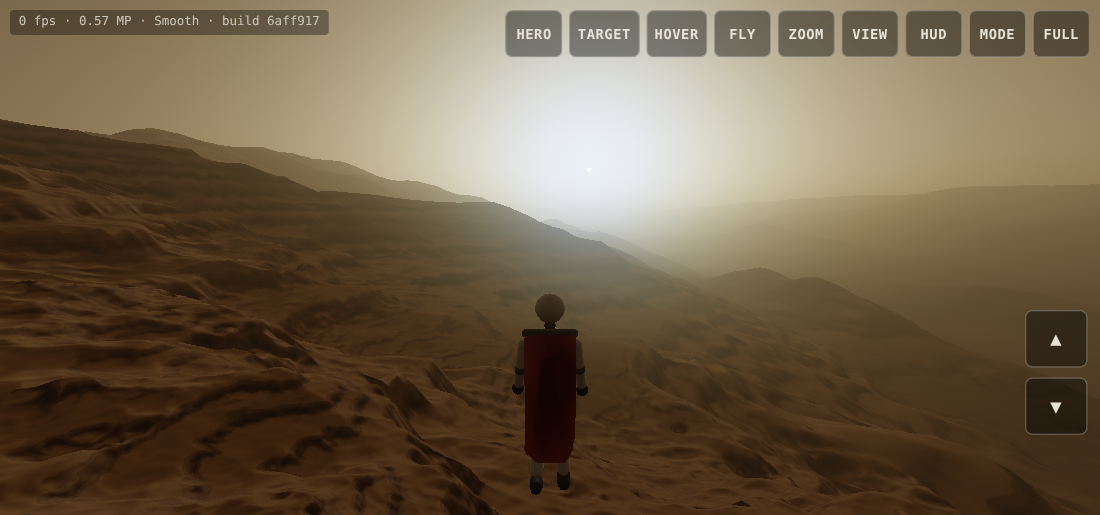 0 fps · 0.57 MP · Smooth · build 6aff917
HERO TARGET HOVER FLY ZOOM VIEW HUD MODE FULL
▲
▼